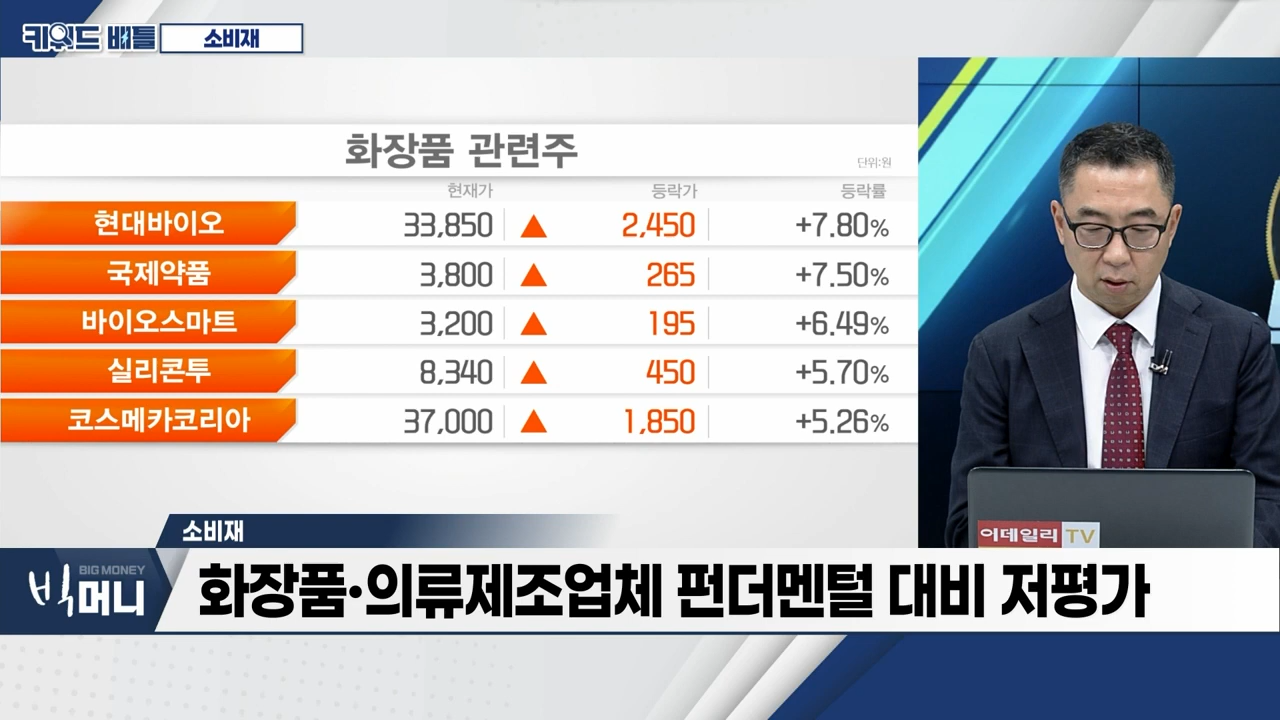 키워드 배틀 소비재
화장품 관련주
단위:원
현재가 등락가 등락률
현대바이오 33,850 ▲ 2,450 +7.80%
국제약품 3,800 ▲ 265 +7.50%
바이오스마트 3,200 ▲ 195 +6.49%
실리콘투 8,340 ▲ 450 +5.70%
코스메카코리아 37,000 ▲ 1,850 +5.26%
이데일리 TV
소비재
BIG MONEY
빅머니
화장품·의류제조업체 펀더멘털 대비 저평가